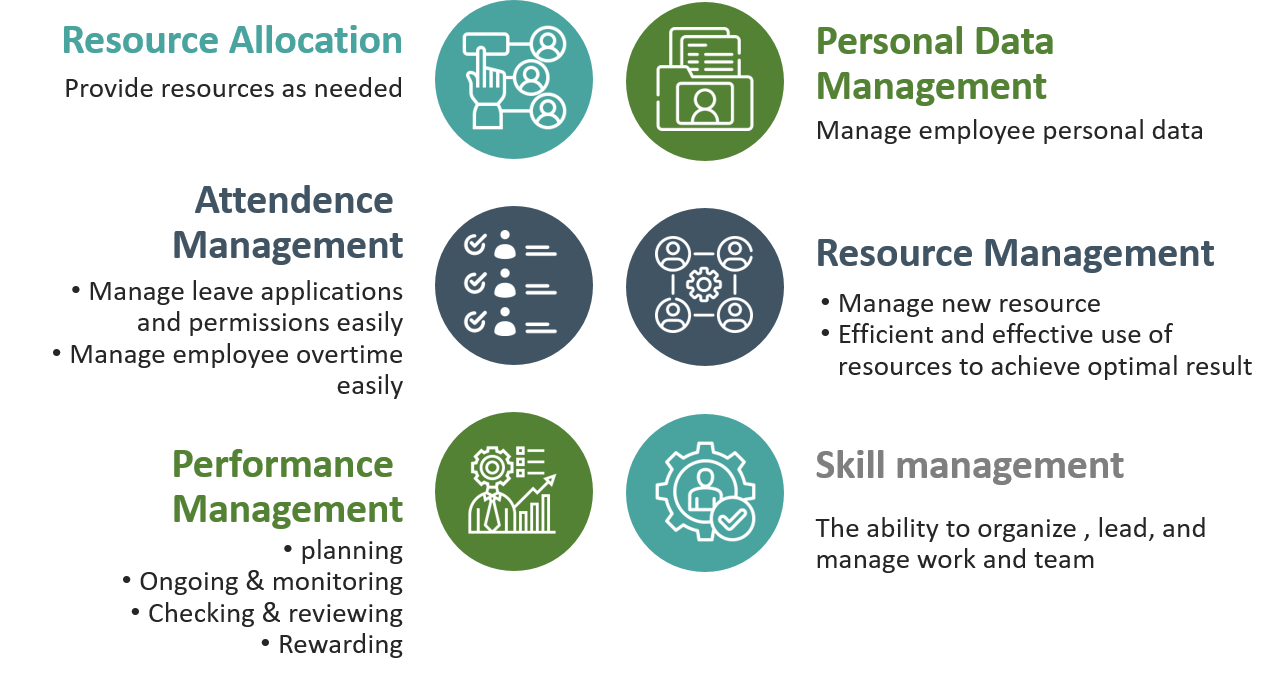 Resource Allocation
Provide resources as needed
Personal Data
Management
Manage employee personal data
Attendence
Management
• Manage leave applications
and permissions easily
• Manage employee overtime
easily
Resource Management
• Manage new resource
• Efficient and effective use of
resources to achieve optimal result
Performance
Management
• planning
• Ongoing & monitoring
• Checking & reviewing
• Rewarding
Skill management
The ability to organize , lead, and
manage work and team